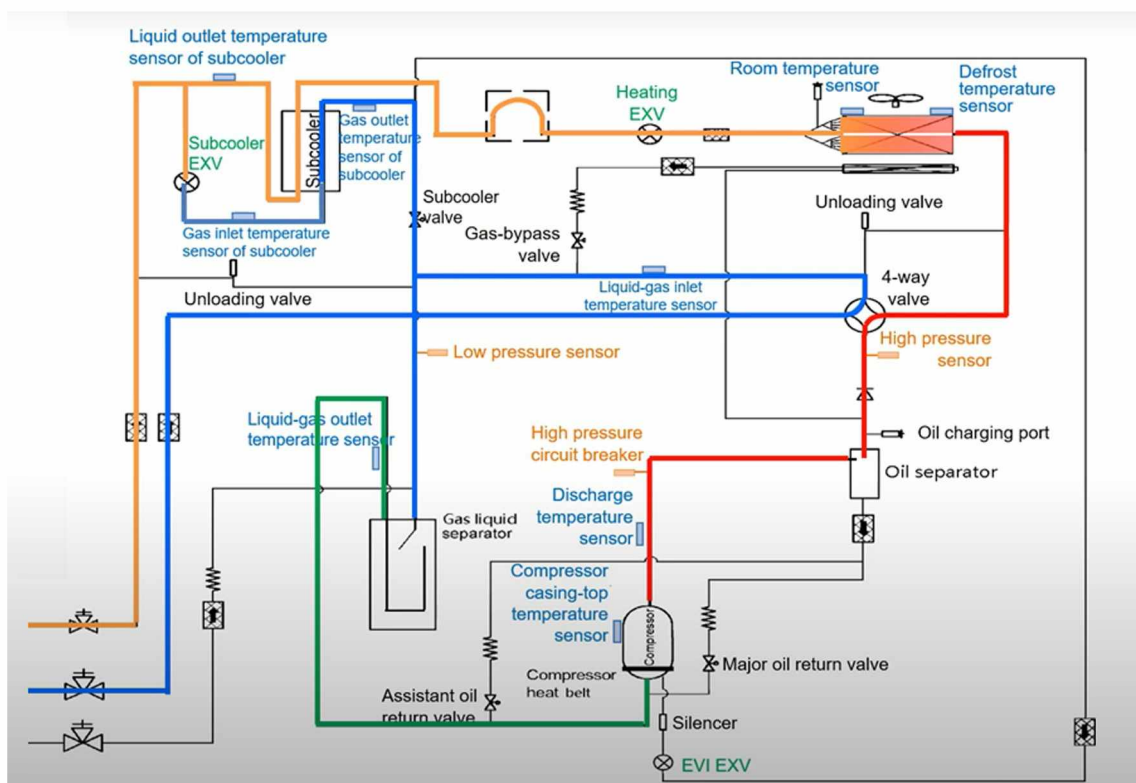 Liquid outlet temperature
sensor of subcooler
Room temperature
sensor
Defrost
temperature
sensor
Heating
EXV
Subcooler
EXV
Subcooler
Gas outlet
temperature
sensor of
subcooler
Subcooler
valve
Gas inlet temperature
sensor of subcooler
Gas-bypass
valve
Unloading valve
Unloading valve
Liquid-gas inlet
temperature sensor
4-way
valve
Low pressure sensor
High pressure
sensor
Liquid-gas outlet
temperature sensor
High pressure
circuit breaker
Oil charging port
Oil separator
Gas liquid
separator
Discharge
temperature
sensor
Compressor
casing-top
temperature
sensor
Compressor
Compressor
heat belt
Major oil return valve
Assistant oil
return valve
Silencer
EVI EXV